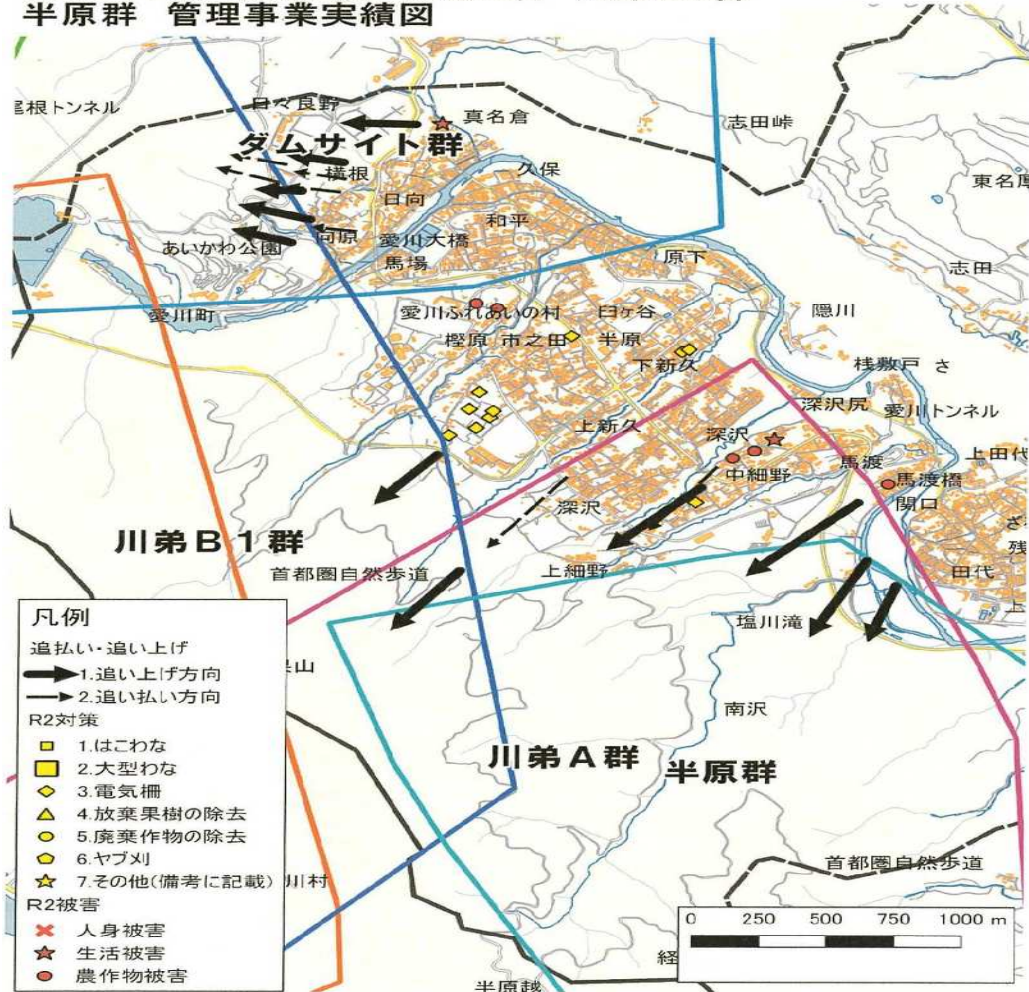 半原群 管理事業実績図
尾根トンネル
日々良野
真名倉
志田峠
ダムサイト群
横根
久保
東名厚
日向
和平
あいかわ公園
向原
愛川大橋
馬場
原下
志田
愛川町
愛川ふれあいの村
臼ヶ谷
隠川
樫原
市之田
半原
下新久
桟敷戸
さ
深沢尻
愛川トンネル
上新久
深沢
上田代
中細野
馬渡
馬渡橋
関口
深沢
川弟B1群
首都圏自然歩道
上細野
田代
残
上
塩川滝
南沢
川弟A群
半原群
首都圏自然歩道
山
川村
経
半原越
凡例
追払い・追い上げ
1.追い上げ方向
2.追い払い方向
R2対策
1.はこわな
2.大型わな
3.電気柵
4.放棄果樹の除去
5.廃棄作物の除去
6.ヤブ刈
7.その他(備考に記載)
R2被害
人身被害
生活被害
農作物被害
0 250 500 750 1000 m